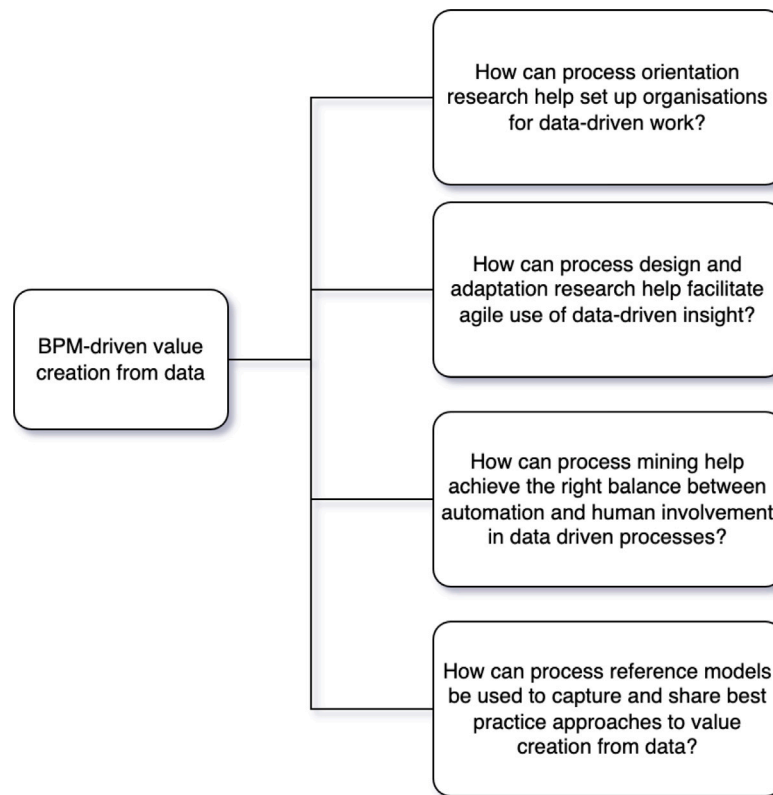 How can process orientation
research help set up organisations
for data-driven work?
How can process design and
adaptation research help facilitate
agile use of data-driven insight?
BPM-driven value
creation from data
How can process mining help
achieve the right balance between
automation and human involvement
in data driven processes?
How can process reference models
be used to capture and share best
practice approaches to value
creation from data?